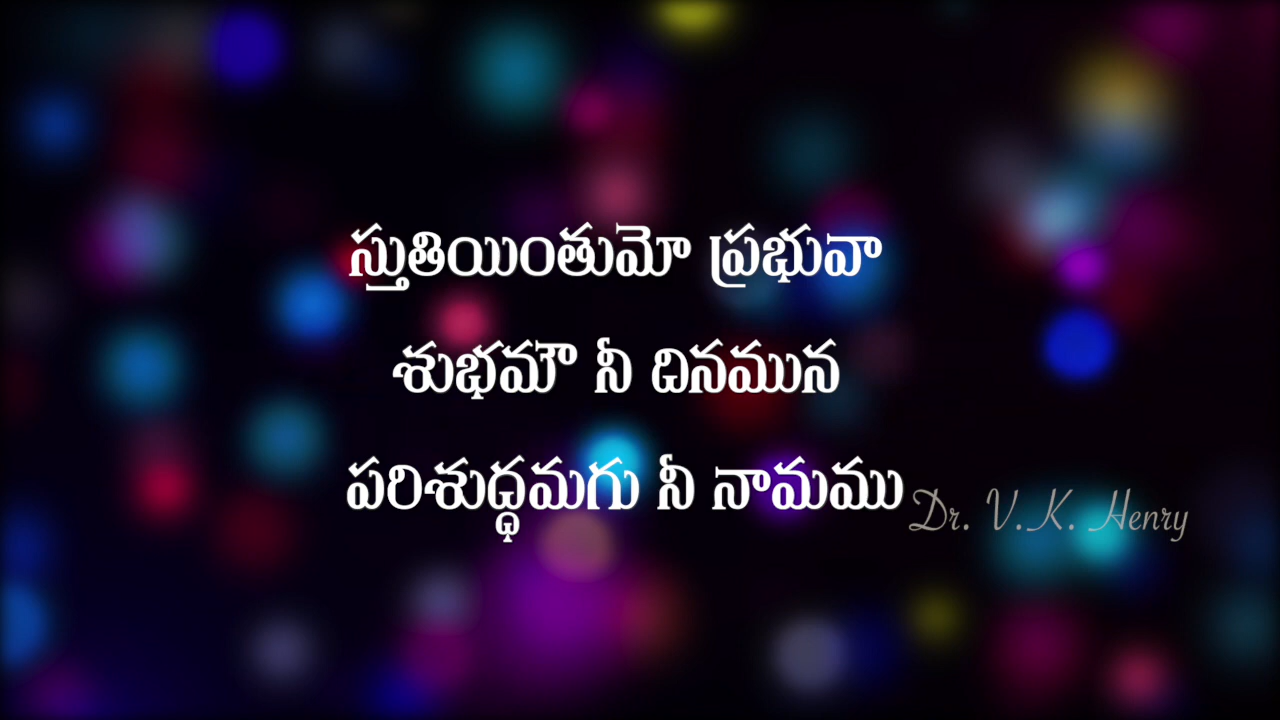 స్తుతియింతుమో ప్రభువా
శుభమౌ నీ దినమున
పరిశుద్ధమగు నీ నామము
Dr. V.K. Henry